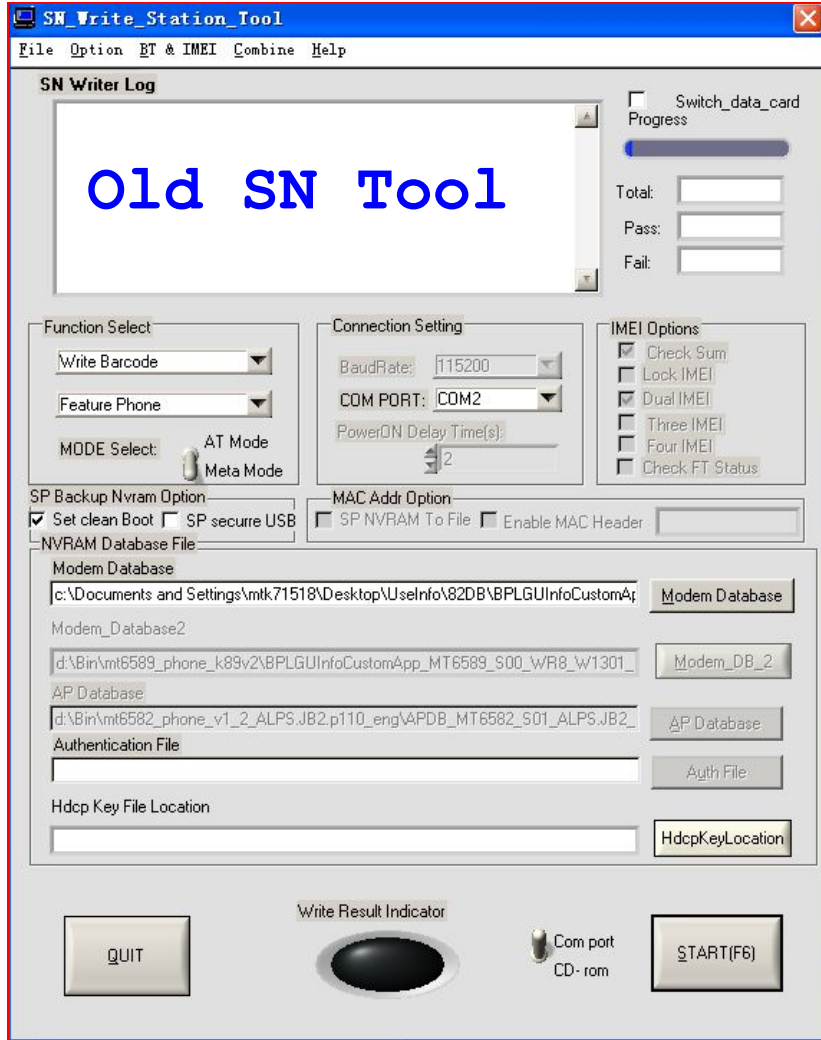 SN_Write_Station_Tool
File Option BT & IMEI Combine Help
SN Writer Log
Old SN Tool
Switch_data_card
Progress
Total:
Pass:
Fail:
Function Select
Write Barcode
Feature Phone
MODE Select:
AT Mode
Meta Mode
Connection Setting
BaudRate: 115200
COM PORT: COM2
PowerON Delay Time(s):
2
IMEI Options
Check Sum
Lock IMEI
Dual IMEI
Three IMEI
Four IMEI
Check FT Status
SP Backup Nvram Option
Set clean Boot SP securre USB
MAC Addr Option
SP NVRAM To File Enable MAC Header
NVRAM Database File
Modem Database
c:\Documents and Settings\mtk71518\Desktop\UseInfo\82DB\BPLGUInfoCustomAp Modem Database
Modem_Database2
d:\Bin\mt6589_phone_k89v2\BPLGUInfoCustomApp_MT6589_S00_WR8_W1301_ Modem_DB_2
AP Database
d:\Bin\mt6582_phone_v1_2_ALPS.JB2.p110_eng\APDB_MT6582_S01_ALPS.JB2_ AP Database
Authentication File
Auth File
Hdcp Key File Location
HdcpKeyLocation
Write Result Indicator
QUIT
Com port
CD- rom
START(F6)